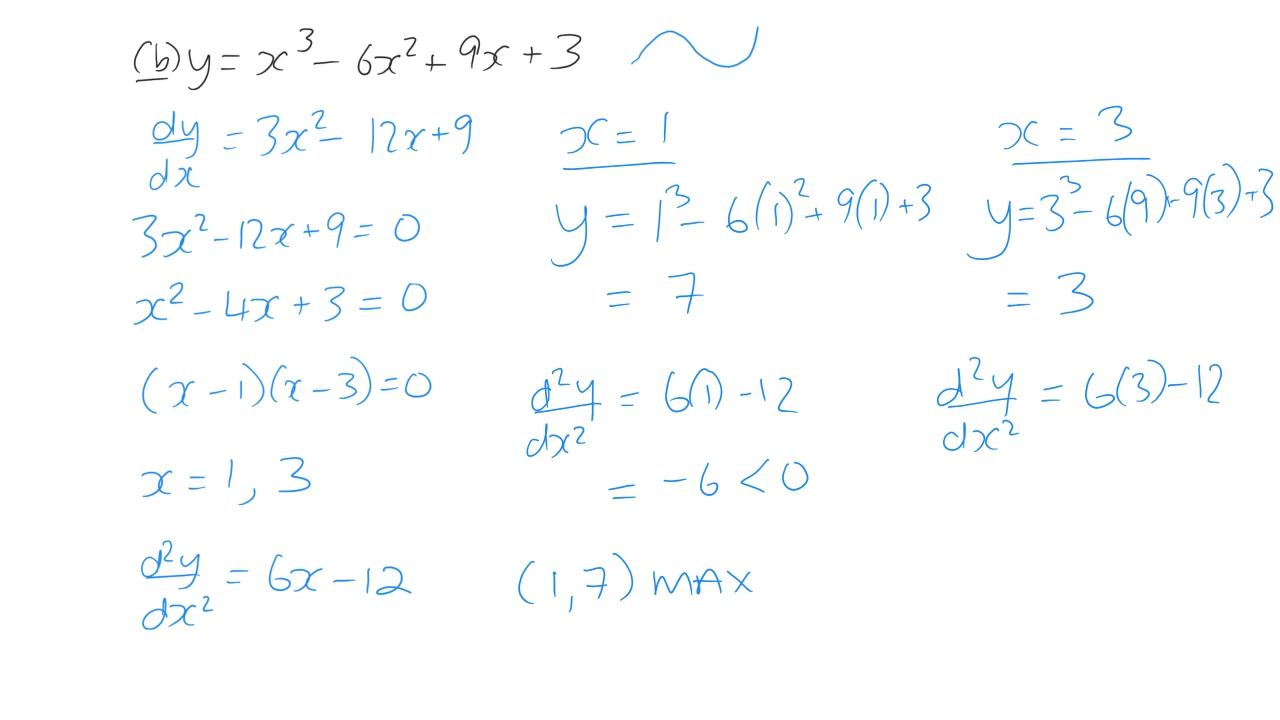 (b) y = x³ - 6x² + 9x + 3
dy/dx = 3x² - 12x + 9
3x² - 12x + 9 = 0
x² - 4x + 3 = 0
(x - 1)(x - 3) = 0
x = 1, 3
d²y/dx² = 6x - 12
x = 1
y = 1³ - 6(1)² + 9(1) + 3
= 7
d²y/dx² = 6(1) - 12
= -6 < 0
(1, 7) MAX
x = 3
y = 3³ - 6(9) + 9(3) + 3
= 3
d²y/dx² = 6(3) - 12